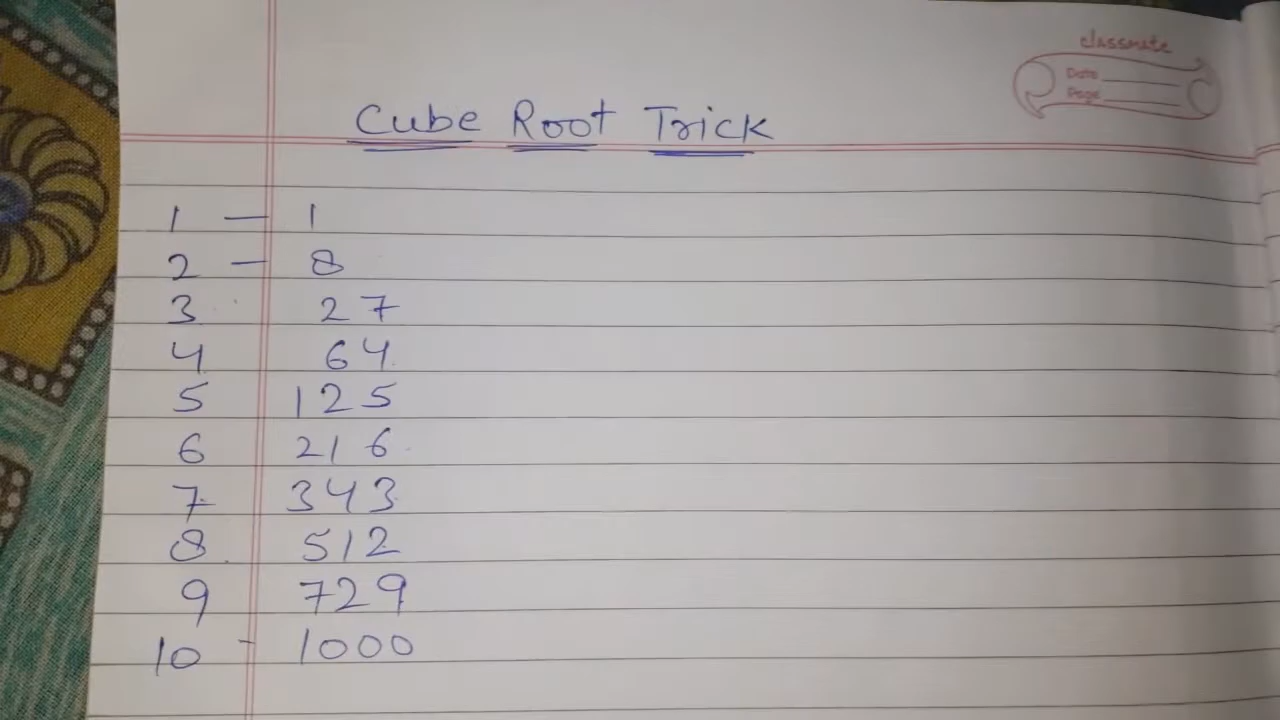 classmate
Date
Page
Cube Root Trick
1 — 1
2 — 8
3 27
4 64
5 125
6 216
7 343
8 512
9 729
10 - 1000